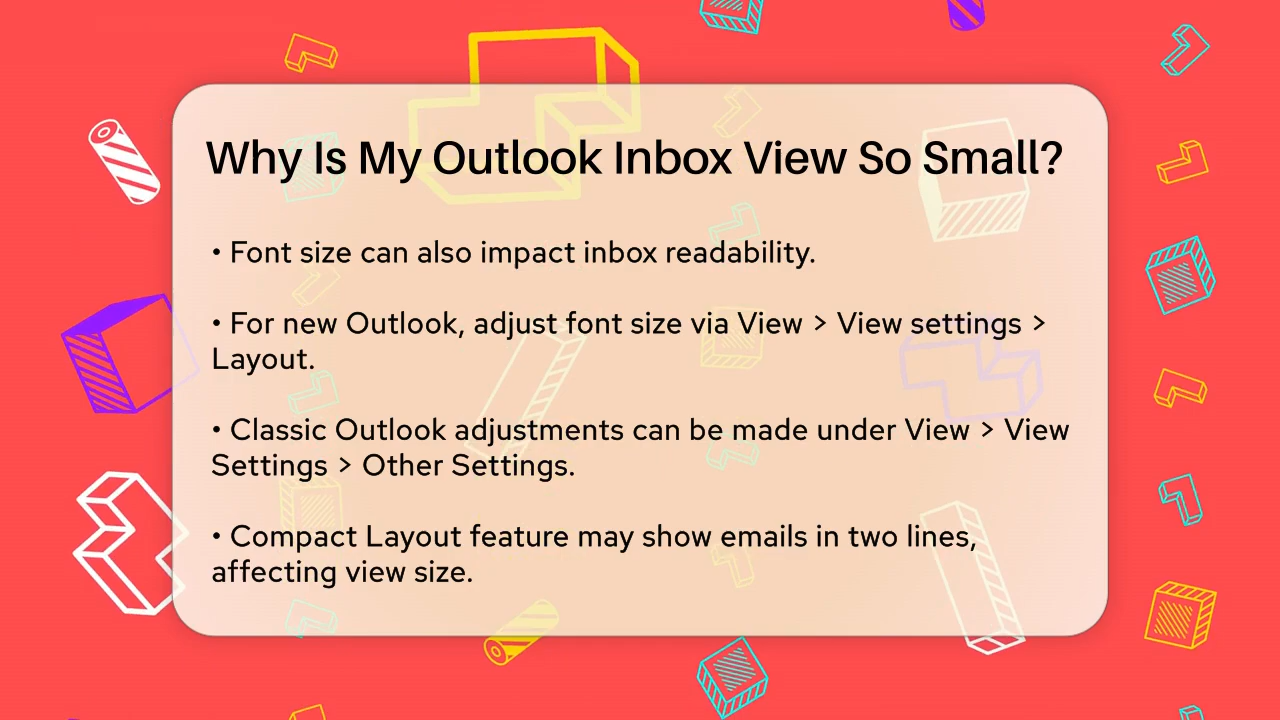 Why Is My Outlook Inbox View So Small?
• Font size can also impact inbox readability.
• For new Outlook, adjust font size via View > View settings >
Layout.
• Classic Outlook adjustments can be made under View > View
Settings > Other Settings.
• Compact Layout feature may show emails in two lines,
affecting view size.